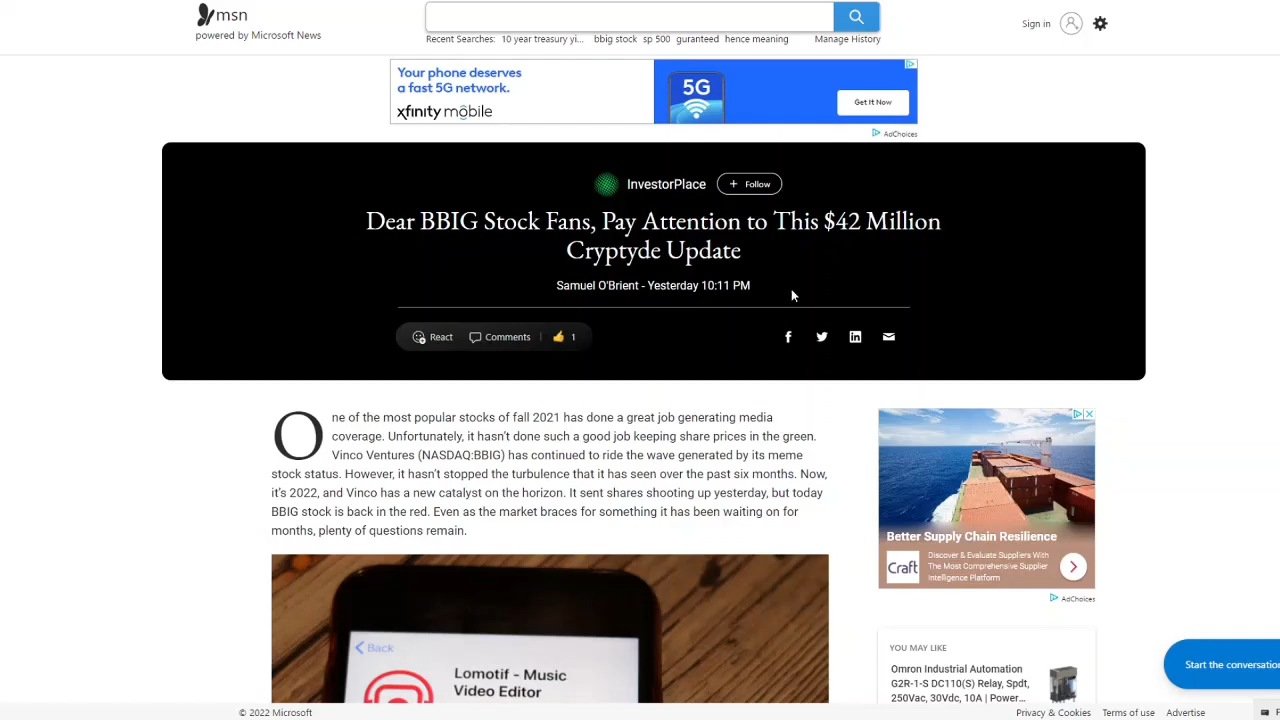 msn
powered by Microsoft News
Recent Searches: 10 year treasury yi... bbig stock sp 500 guranteed hence meaning Manage History
Sign in
Your phone deserves
a fast 5G network.
xfinity mobile
5G
Get It Now
AdChoices
InvestorPlace
+ Follow
Dear BBIG Stock Fans, Pay Attention to This $42 Million
Cryptyde Update
Samuel O'Brient - Yesterday 10:11 PM
React Comments | 1
One of the most popular stocks of fall 2021 has done a great job generating media
coverage. Unfortunately, it hasn't done such a good job keeping share prices in the green.
Vinco Ventures (NASDAQ:BBIG) has continued to ride the wave generated by its meme
stock status. However, it hasn't stopped the turbulence that it has seen over the past six months. Now,
it's 2022, and Vinco has a new catalyst on the horizon. It sent shares shooting up yesterday, but today
BBIG stock is back in the red. Even as the market braces for something it has been waiting on for
months, plenty of questions remain.
Back
Lomotif - Music
Video Editor
Better Supply Chain Resilience
Craft
Discover & Evaluate Suppliers With
The Most Comprehensive Supplier
Intelligence Platform
AdChoices
YOU MAY LIKE
Omron Industrial Automation
G2R-1-S DC110(S) Relay, Spdt,
250Vac, 30Vdc, 10A | Power...
Start the conversation
© 2022 Microsoft
Privacy & Cookies Terms of use Advertise